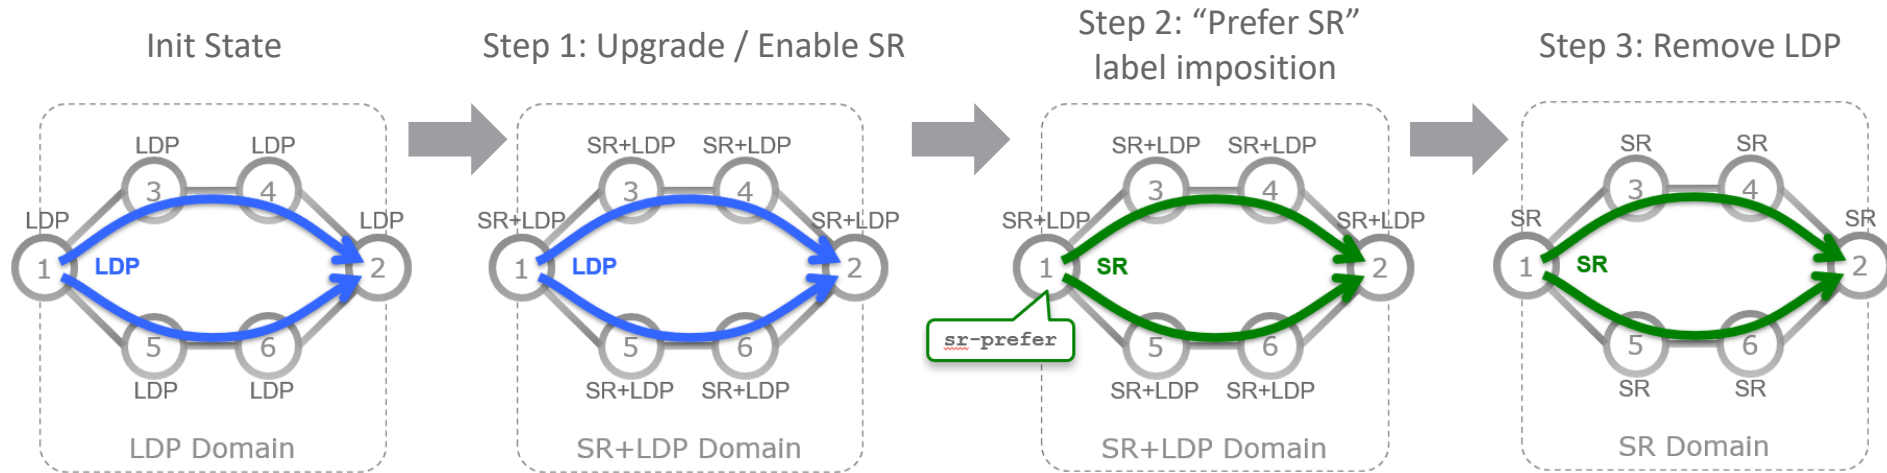 Init State
LDP
LDP
LDP
3
4
LDP
1
LDP
2
5
6
LDP
LDP
LDP Domain
Step 1: Upgrade / Enable SR
SR+LDP
SR+LDP
3
4
SR+LDP
SR+LDP
1
LDP
2
5
6
SR+LDP
SR+LDP
SR+LDP Domain
Step 2: “Prefer SR”
label imposition
SR+LDP
SR+LDP
3
4
SR+LDP
SR+LDP
1
SR
2
sr-prefer
5
6
SR+LDP
SR+LDP
SR+LDP Domain
Step 3: Remove LDP
SR
SR
3
4
SR
SR
1
SR
2
5
6
SR
SR
SR Domain